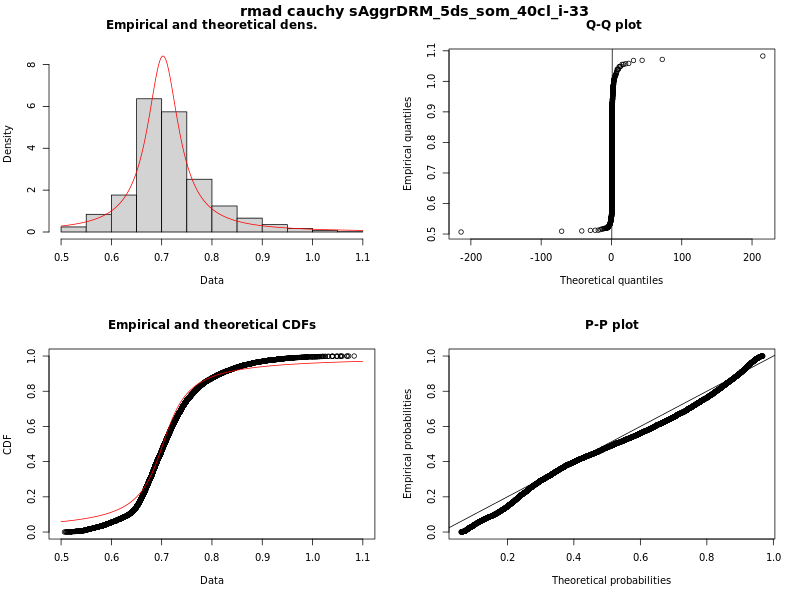 rmad cauchy sAggrDRM_5ds_som_40cl_i-33
Empirical and theoretical dens.
Density
0 2 4 6 8
0.5 0.6 0.7 0.8 0.9 1.0 1.1
Data
Q-Q plot
Empirical quantiles
0.5 0.6 0.7 0.8 0.9 1.0 1.1
-200 -100 0 100 200
Theoretical quantiles
Empirical and theoretical CDFs
CDF
0.0 0.2 0.4 0.6 0.8 1.0
0.5 0.6 0.7 0.8 0.9 1.0 1.1
Data
P-P plot
Empirical probabilities
0.0 0.2 0.4 0.6 0.8 1.0
0.2 0.4 0.6 0.8 1.0
Theoretical probabilities